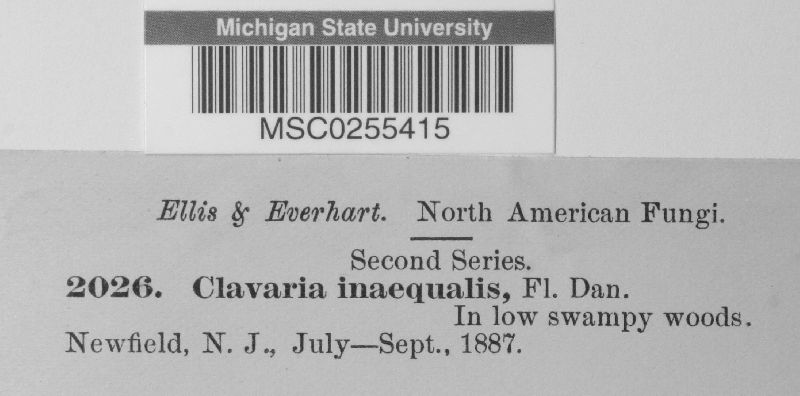 Michigan State University
MSC0255415
Ellis & Everhart. North American Fungi.
Second Series.
2026. Clavaria inaequalis, Fl. Dan.
In low swampy woods.
Newfield, N. J., July—Sept., 1887.